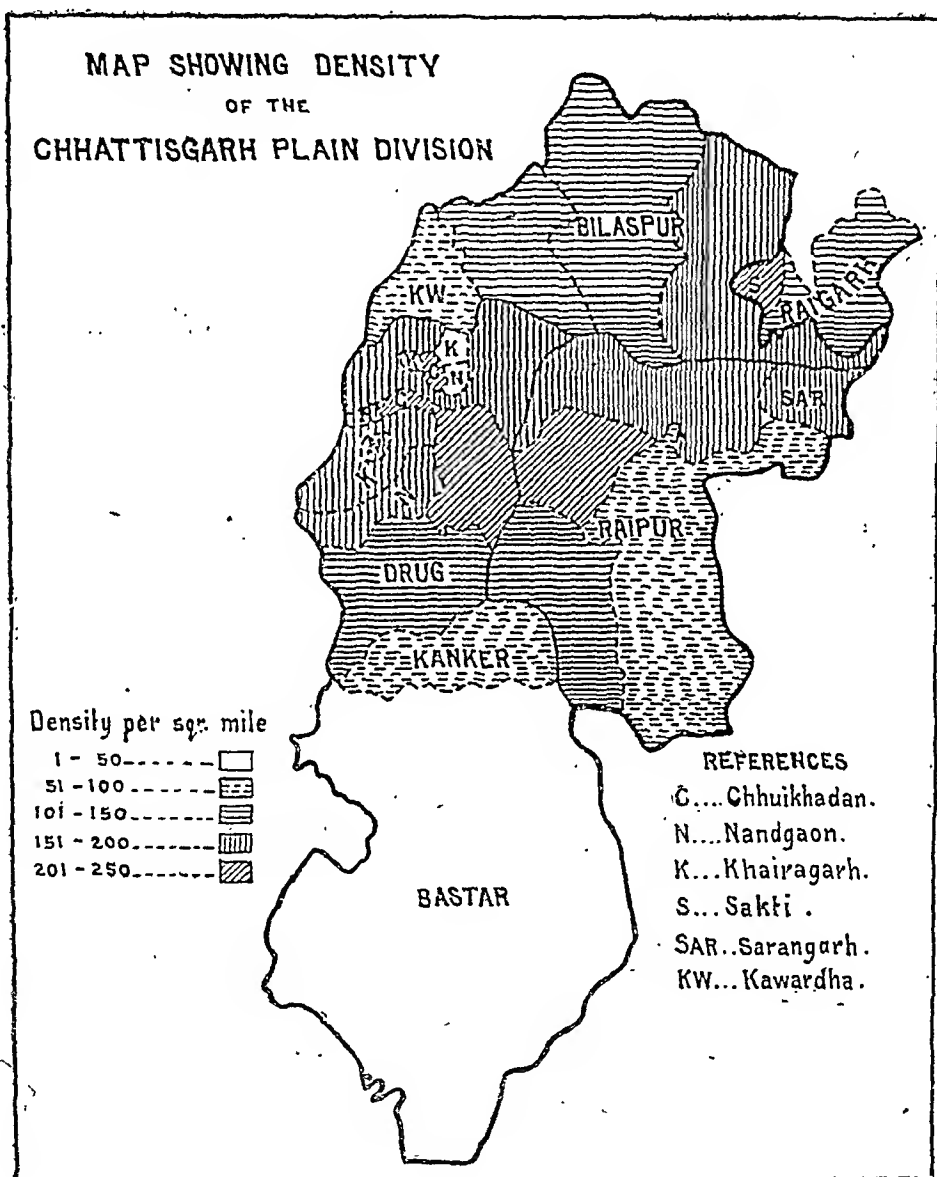 MAP SHOWING DENSITY
OF THE
CHHATTISGARH PLAIN DIVISION
BILASPUR
RAIGARH
KW
S
K
C
N
SAR
RAIPUR
DRUG
KANKER
Density per sqr. mile
1 - 50
51 - 100
101 - 150
151 - 200
201 - 250
BASTAR
REFERENCES
C....Chhuikhadan.
N....Nandgaon.
K...Khairagarh.
S...Sakti.
SAR..Sarangarh.
KW...Kawardha.